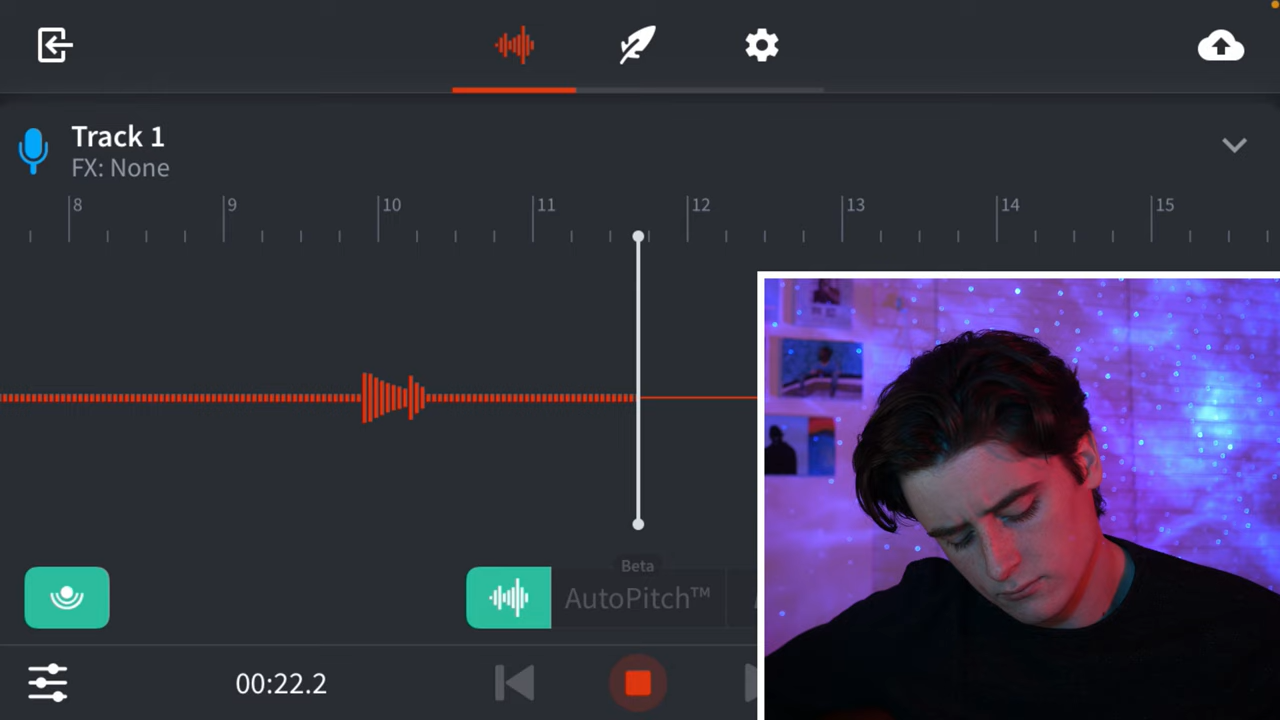 Track 1
FX: None
8 9 10 11 12 13 14 15
Beta
AutoPitch™
00:22.2